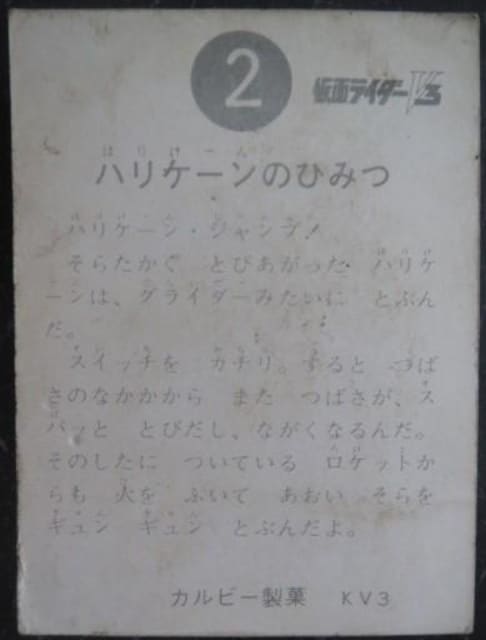 2
仮面ライダーV3
はりけーん
ハリケーンのひみつ
ハリケーン・ジャンプ!
そらたかく とびあがった ハリケ
ーンは、グライダーみたいに とぶん
だ。
スイッチを カチリ。すると つば
さのなかから また つばさが、ス
パッと とびだし、ながくなるんだ。
そのしたに ついている ロケットか
らも 火を ふいて あおい そらを
ギュン ギュン とぶんだよ。
カルビー製菓 KV3